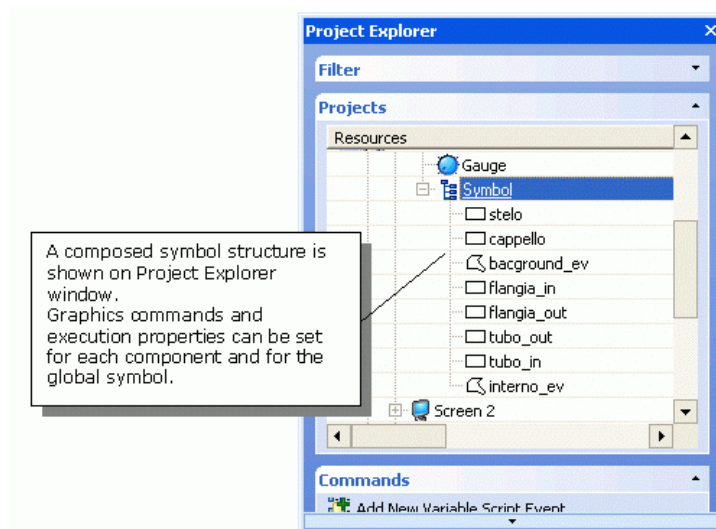 Project Explorer
Filter
Projects
Resources
Gauge
Symbol
stelo
cappello
bacground_ev
flangia_in
flangia_out
tubo_out
tubo_in
interno_ev
Screen 2
A composed symbol structure is
shown on Project Explorer
window.
Graphics commands and
execution properties can be set
for each component and for the
global symbol.
Commands
Add New Variable Script Event